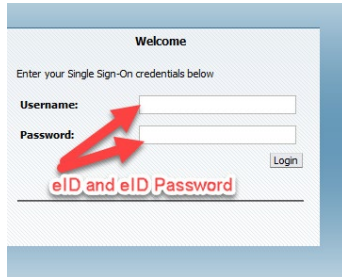 Welcome
Enter your Single Sign-On credentials below
Username:
Password:
Login
eID and eID Password